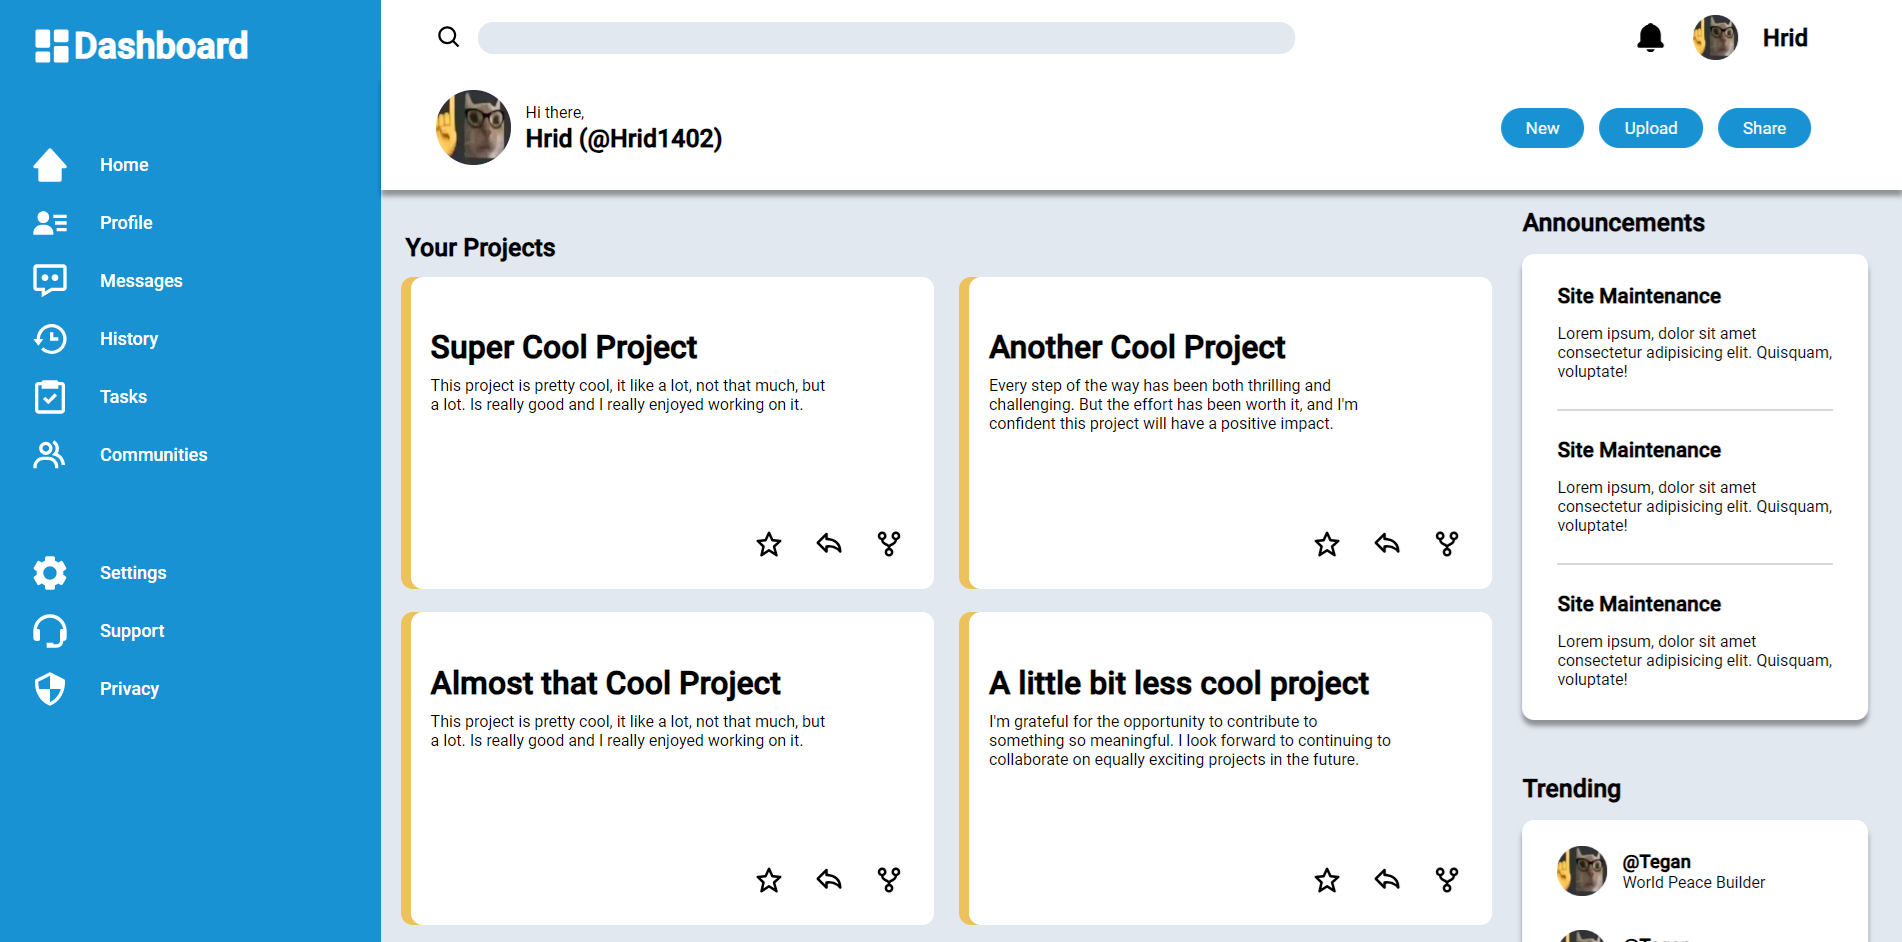 Dashboard
Home
Profile
Messages
History
Tasks
Communities
Settings
Support
Privacy
Hrid
Hi there,
Hrid (@Hrid1402)
New
Upload
Share
Your Projects
Super Cool Project
This project is pretty cool, it like a lot, not that much, but
a lot. Is really good and I really enjoyed working on it.
Another Cool Project
Every step of the way has been both thrilling and
challenging. But the effort has been worth it, and I'm
confident this project will have a positive impact.
Almost that Cool Project
This project is pretty cool, it like a lot, not that much, but
a lot. Is really good and I really enjoyed working on it.
A little bit less cool project
I'm grateful for the opportunity to contribute to
something so meaningful. I look forward to continuing to
collaborate on equally exciting projects in the future.
Announcements
Site Maintenance
Lorem ipsum, dolor sit amet
consectetur adipisicing elit. Quisquam,
voluptate!
Site Maintenance
Lorem ipsum, dolor sit amet
consectetur adipisicing elit. Quisquam,
voluptate!
Site Maintenance
Lorem ipsum, dolor sit amet
consectetur adipisicing elit. Quisquam,
voluptate!
Trending
@Tegan
World Peace Builder
@Tegan